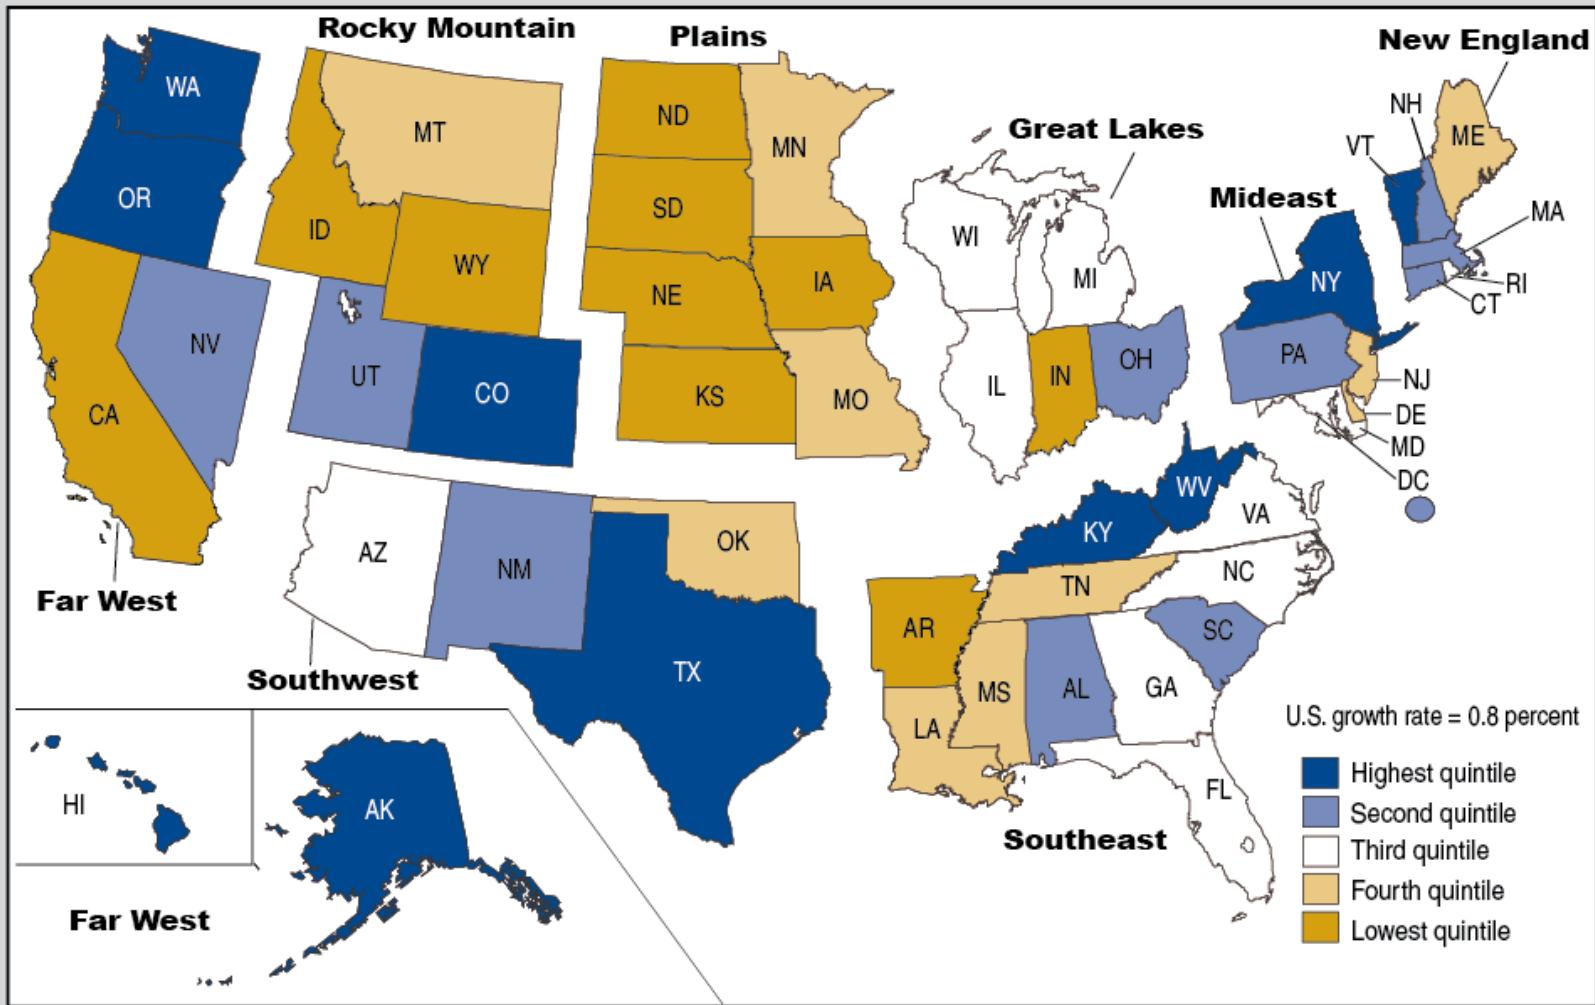 Rocky Mountain
Plains
New England
WA
MT
ND
MN
Great Lakes
NH
ME
VT
OR
ID
SD
WI
Mideast
MA
WY
NE
IA
MI
NY
RI
CT
NV
UT
CO
KS
MO
IL
IN
OH
PA
NJ
DE
MD
DC
CA
AZ
NM
OK
KY
WV
VA
NC
TN
Far West
AR
SC
Southwest
TX
MS
AL
GA
LA
FL
U.S. growth rate = 0.8 percent
Highest quintile
Second quintile
Third quintile
Fourth quintile
Lowest quintile
Southeast
HI
AK
Far West